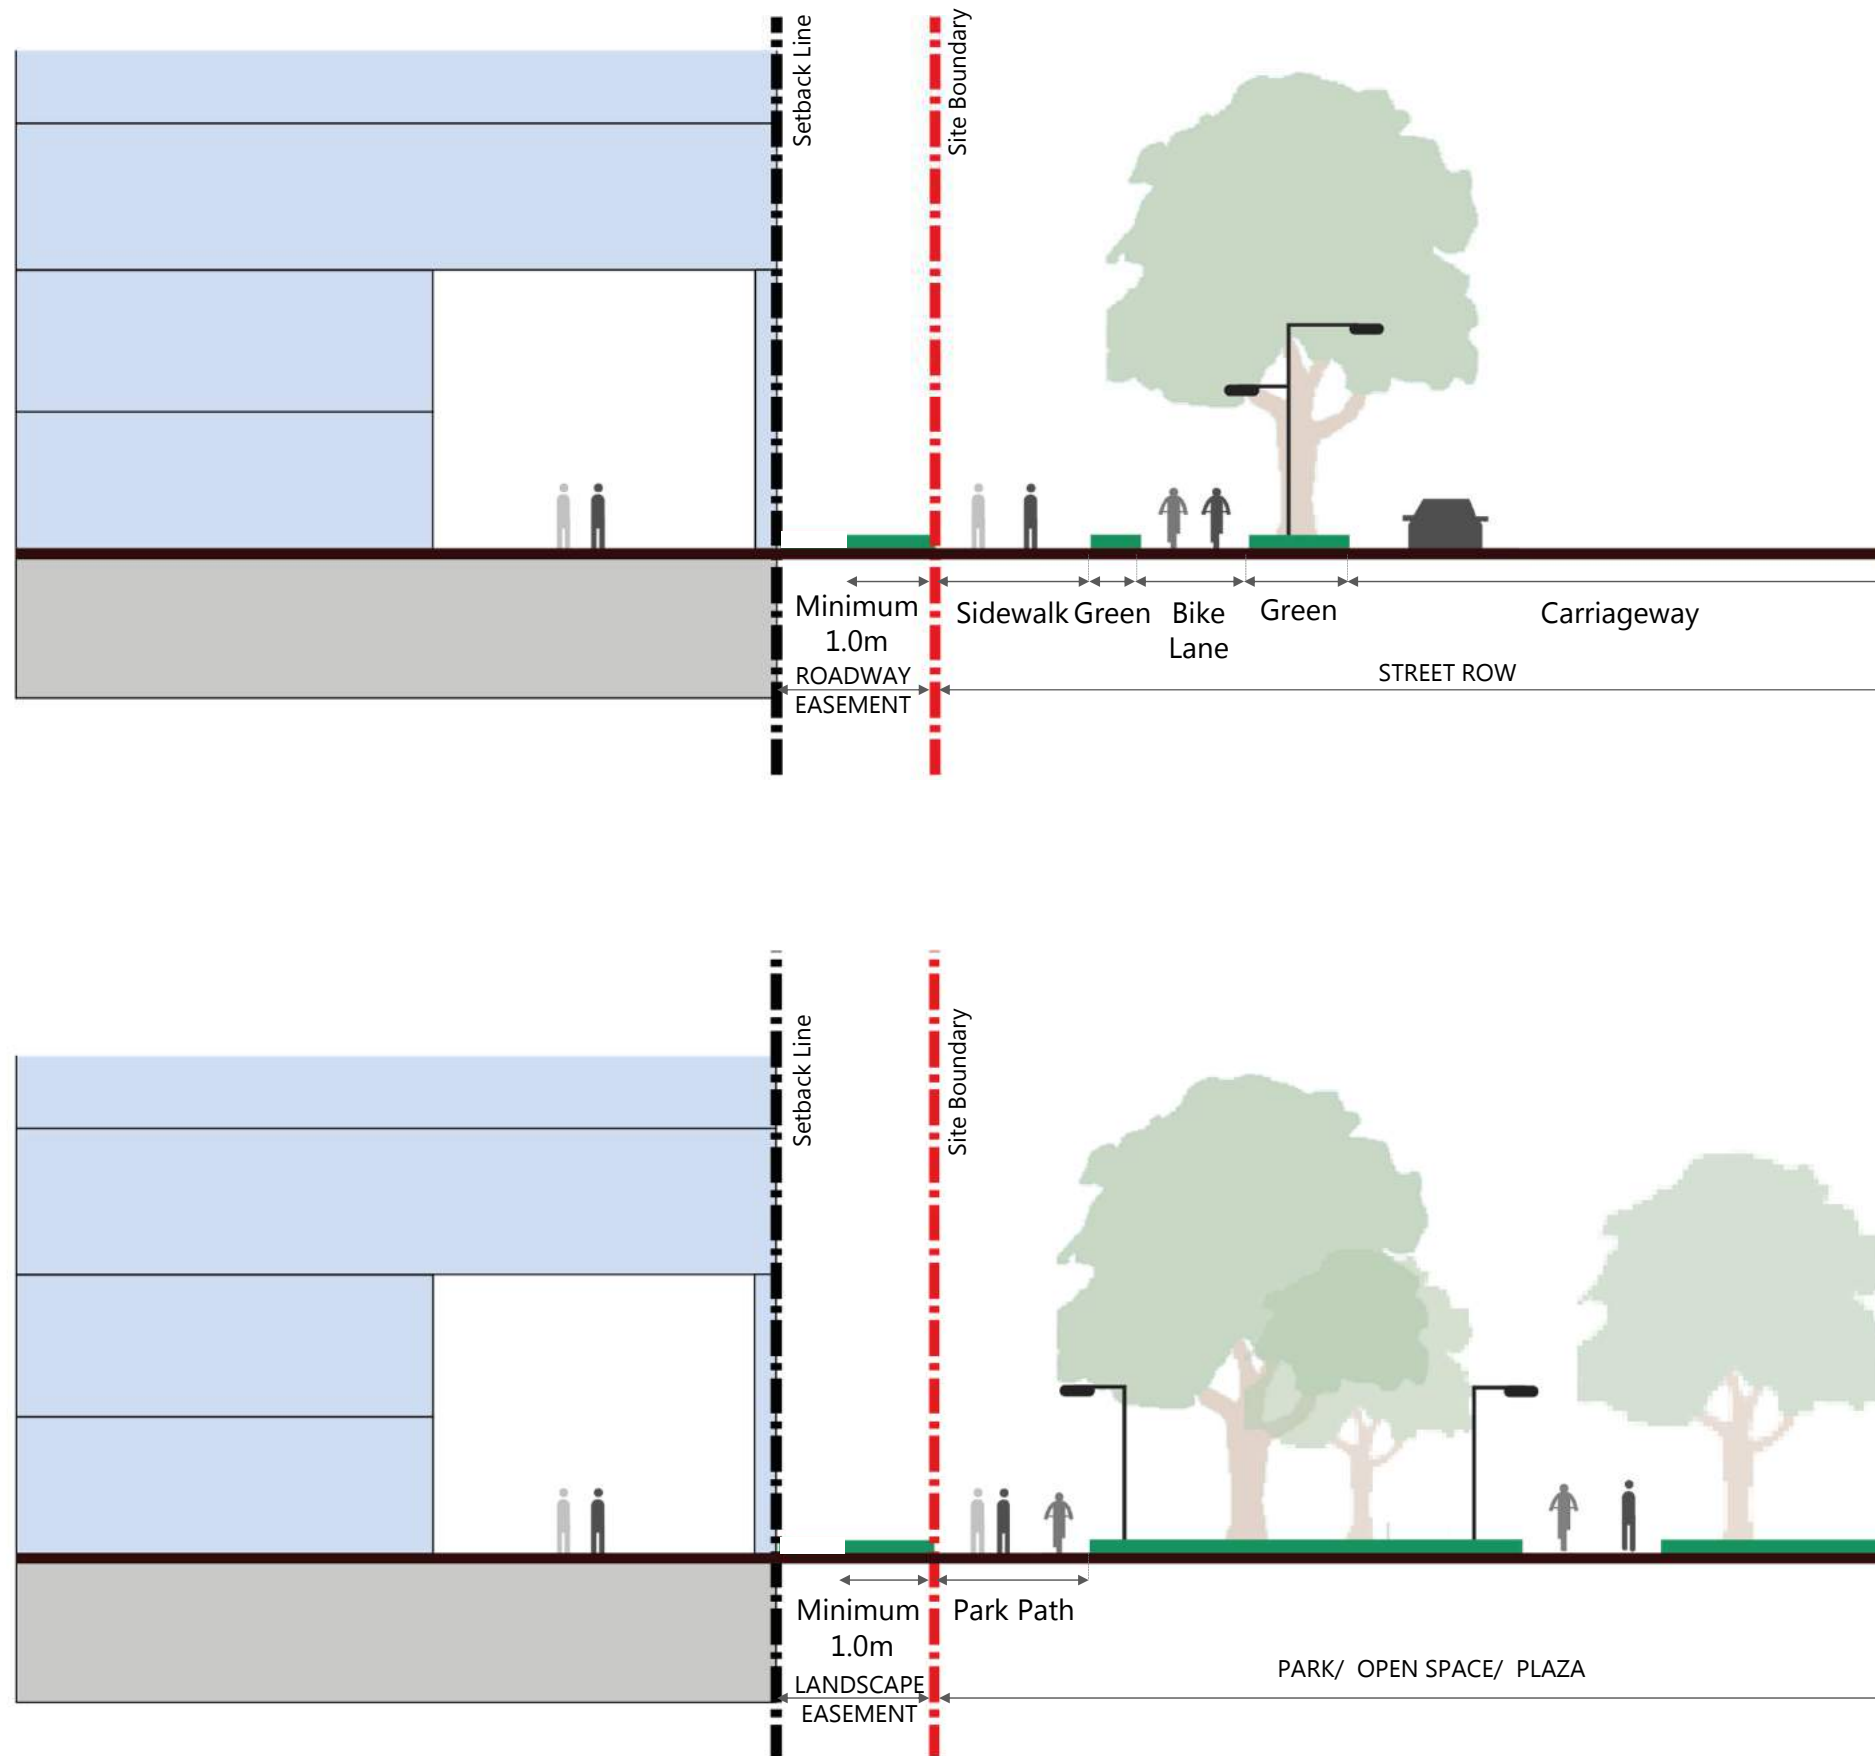 Setback Line
Site Boundary
Minimum
1.0m
Sidewalk
Green
Bike
Lane
Green
Carriageway
ROADWAY
EASEMENT
STREET ROW
Setback Line
Site Boundary
Minimum
1.0m
Park Path
LANDSCAPE
EASEMENT
PARK/ OPEN SPACE/ PLAZA